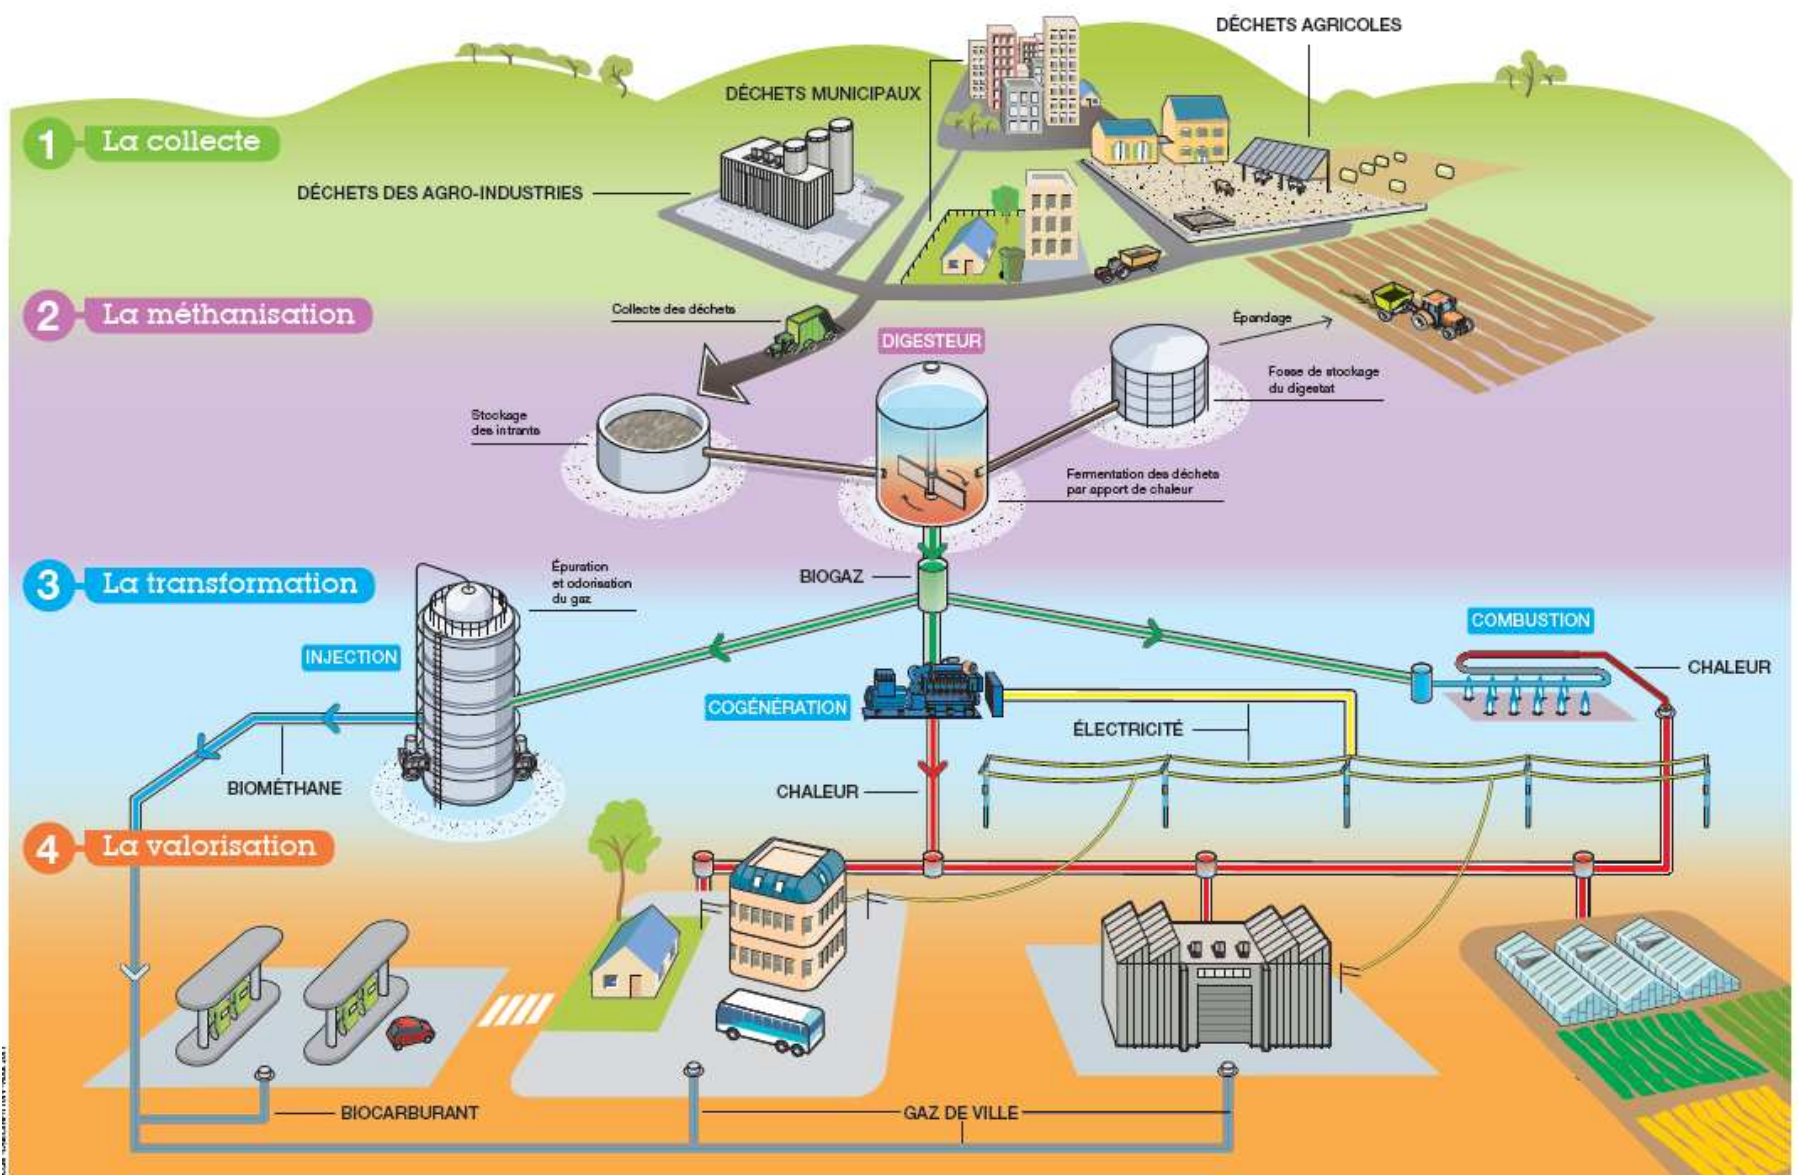 DÉCHETS AGRICOLES
DÉCHETS MUNICIPAUX
1 La collecte
DÉCHETS DES AGRO-INDUSTRIES
2 La méthanisation
Collecte des déchets
DIGESTEUR
Épandage
Fosse de stockage
du digestat
Stockage
des intrants
Fermentation des déchets
par apport de chaleur
3 La transformation
Épuration
et odorisation
du gaz
BIOGAZ
COMBUSTION
INJECTION
CHALEUR
COGÉNÉRATION
ÉLECTRICITÉ
BIOMÉTHANE
CHALEUR
4 La valorisation
BIOCARBURANT
GAZ DE VILLE